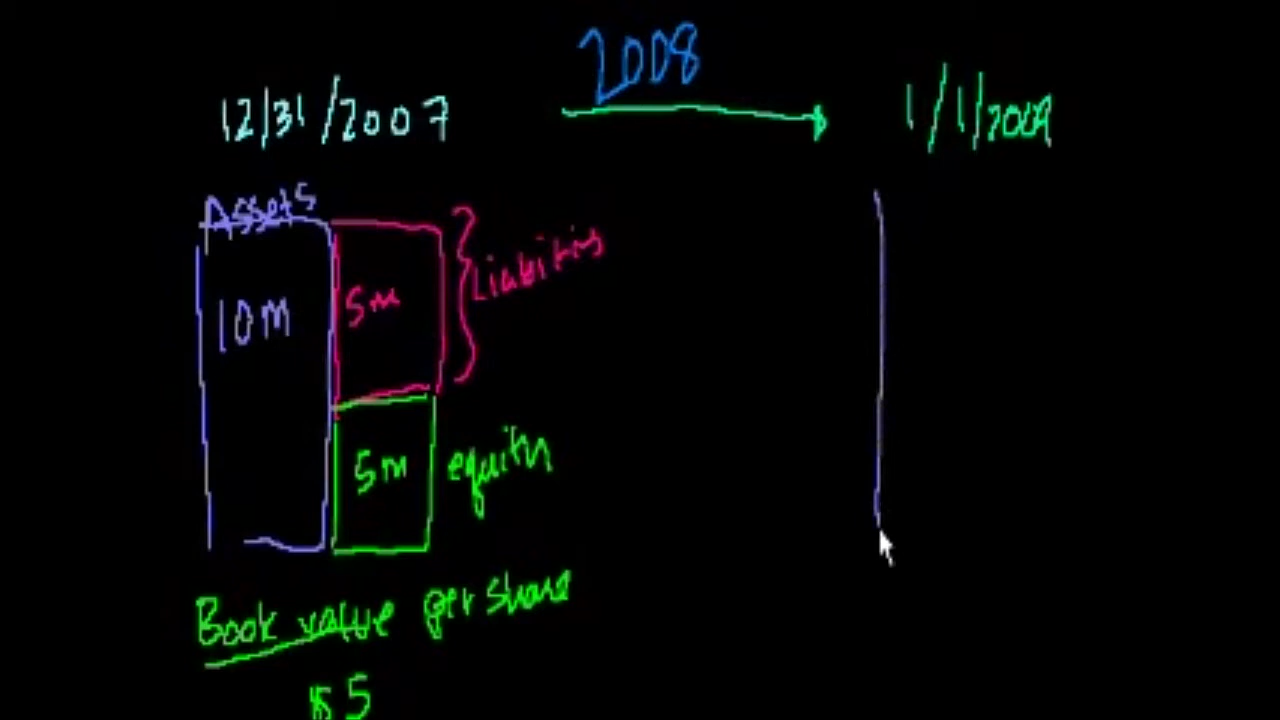 2008
12/31/2007
1/1/2009
Assets
Liabilities
10M
5M
5M
equity
Book value per share
$5